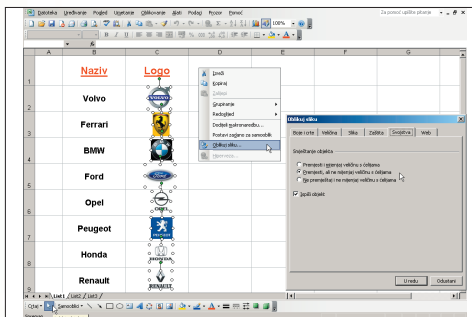 Datoteka Uređivanje Pogled Umetanje Oblikovanje Alati Podaci Prozor Pomoć
100%
A B C D E F G
Naziv Logo
1
Volvo
2
Ferrari
3
BMW
4
Ford
5
Opel
6
Peugeot
7
Honda
8
Renault
9
Izreži
Kopiraj
Zalijepi
Grupiranje
Redoslijed
Dodijeli makronaredbu...
Postavi zadano za samooblik
Oblikuj sliku...
Hiperveza...
Oblikuj sliku
Boje i crte Veličina Slika Zaštita Svojstva Web
Smještanje objekta
Premjesti i mijenjaj veličinu s ćelijama
Premjesti, ali ne mijenjaj veličinu s ćelijama
Ne premještaj i ne mijenjaj veličinu s ćelijama
Ispiši objekt
U redu Odustani
List1 List2 List3
Crtaj Samooblici